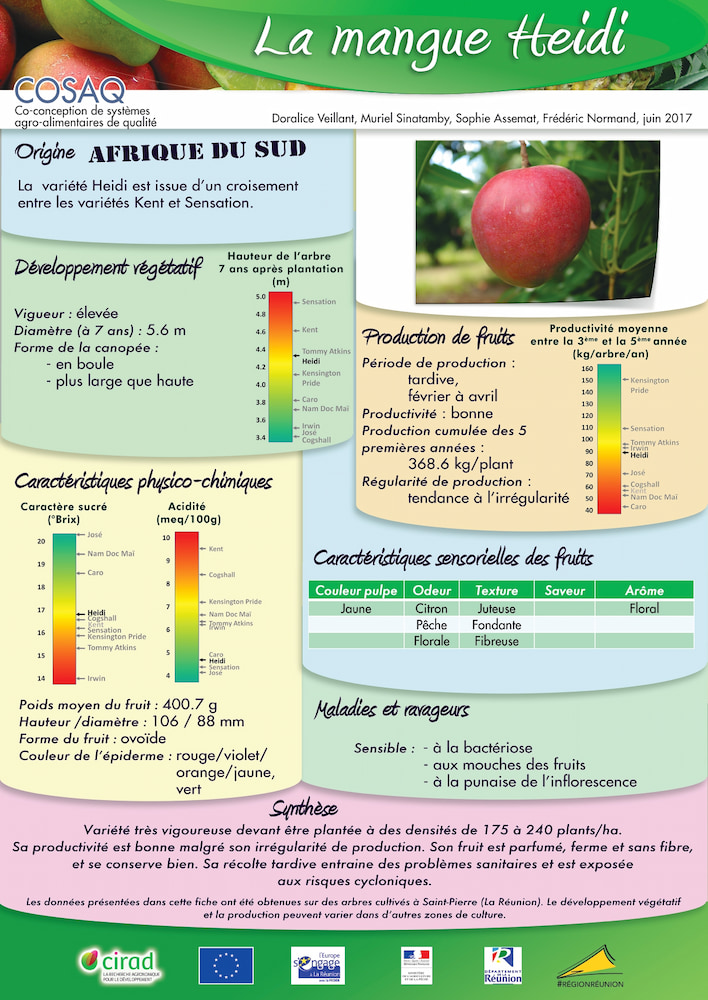 La mangue Heidi
COSAQ
Co-conception de systèmes
agro-alimentaires de qualité
Doralice Veillant, Muriel Sinatamby, Sophie Assemat, Frédéric Normand, juin 2017
Origine AFRIQUE DU SUD
La variété Heidi est issue d'un croisement
entre les variétés Kent et Sensation.
Développement végétatif
Hauteur de l'arbre
7 ans après plantation
(m)
Vigueur : élevée
Diamètre (à 7 ans) : 5.6 m
Forme de la canopée :
- en boule
- plus large que haute
5.0
4.8
4.6
4.4
4.2
4.0
3.8
3.6
3.4
Sensation
Kent
Tommy Atkins
Heidi
Kensington
Pride
Caro
Nam Doc Maï
Irwin
José
Cogshall
Production de fruits
Productivité moyenne
entre la 3ème et la 5ème année
(kg/arbre/an)
Période de production :
tardive,
février à avril
Productivité : bonne
Production cumulée des 5
premières années :
368.6 kg/plant
Régularité de production :
tendance à l'irrégularité
160
150
140
130
120
110
100
90
80
70
60
50
40
Kensington
Pride
Sensation
Tommy Atkins
Irwin
Heidi
José
Cogshall
Kent
Nam Doc Maï
Caro
Caractéristiques physico-chimiques
Caractère sucré
(°Brix)
20
19
18
17
16
15
14
José
Nam Doc Maï
Caro
Heidi
Cogshall
Kent
Sensation
Kensington Pride
Tommy Atkins
Irwin
Acidité
(meq/100g)
10
9
8
7
6
5
4
Kent
Cogshall
Kensington Pride
Nam Doc Maï
Tommy Atkins
Irwin
Caro
Heidi
Sensation
José
Poids moyen du fruit : 400.7 g
Hauteur /diamètre : 106 / 88 mm
Forme du fruit : ovoïde
Couleur de l'épiderme : rouge/violet/
orange/jaune,
vert
Caractéristiques sensorielles des fruits
Couleur pulpe Odeur Texture Saveur Arôme
Jaune Citron Juteuse Floral
Pêche Fondante
Florale Fibreuse
Maladies et ravageurs
Sensible : - à la bactériose
- aux mouches des fruits
- à la punaise de l'inflorescence
Synthèse
Variété très vigoureuse devant être plantée à des densités de 175 à 240 plants/ha.
Sa productivité est bonne malgré son irrégularité de production. Son fruit est parfumé, ferme et sans fibre,
et se conserve bien. Sa récolte tardive entraine des problèmes sanitaires et est exposée
aux risques cycloniques.
Les données présentées dans cette fiche ont été obtenues sur des arbres cultivés à Saint-Pierre (La Réunion). Le développement végétatif
et la production peuvent varier dans d'autres zones de culture.
cirad
LA RECHERCHE AGRONOMIQUE
POUR LE DÉVELOPPEMENT
l'Europe
s'engage
à La Réunion
DÉPARTEMENT
de La
Réunion
#RÉGIONRÉUNION